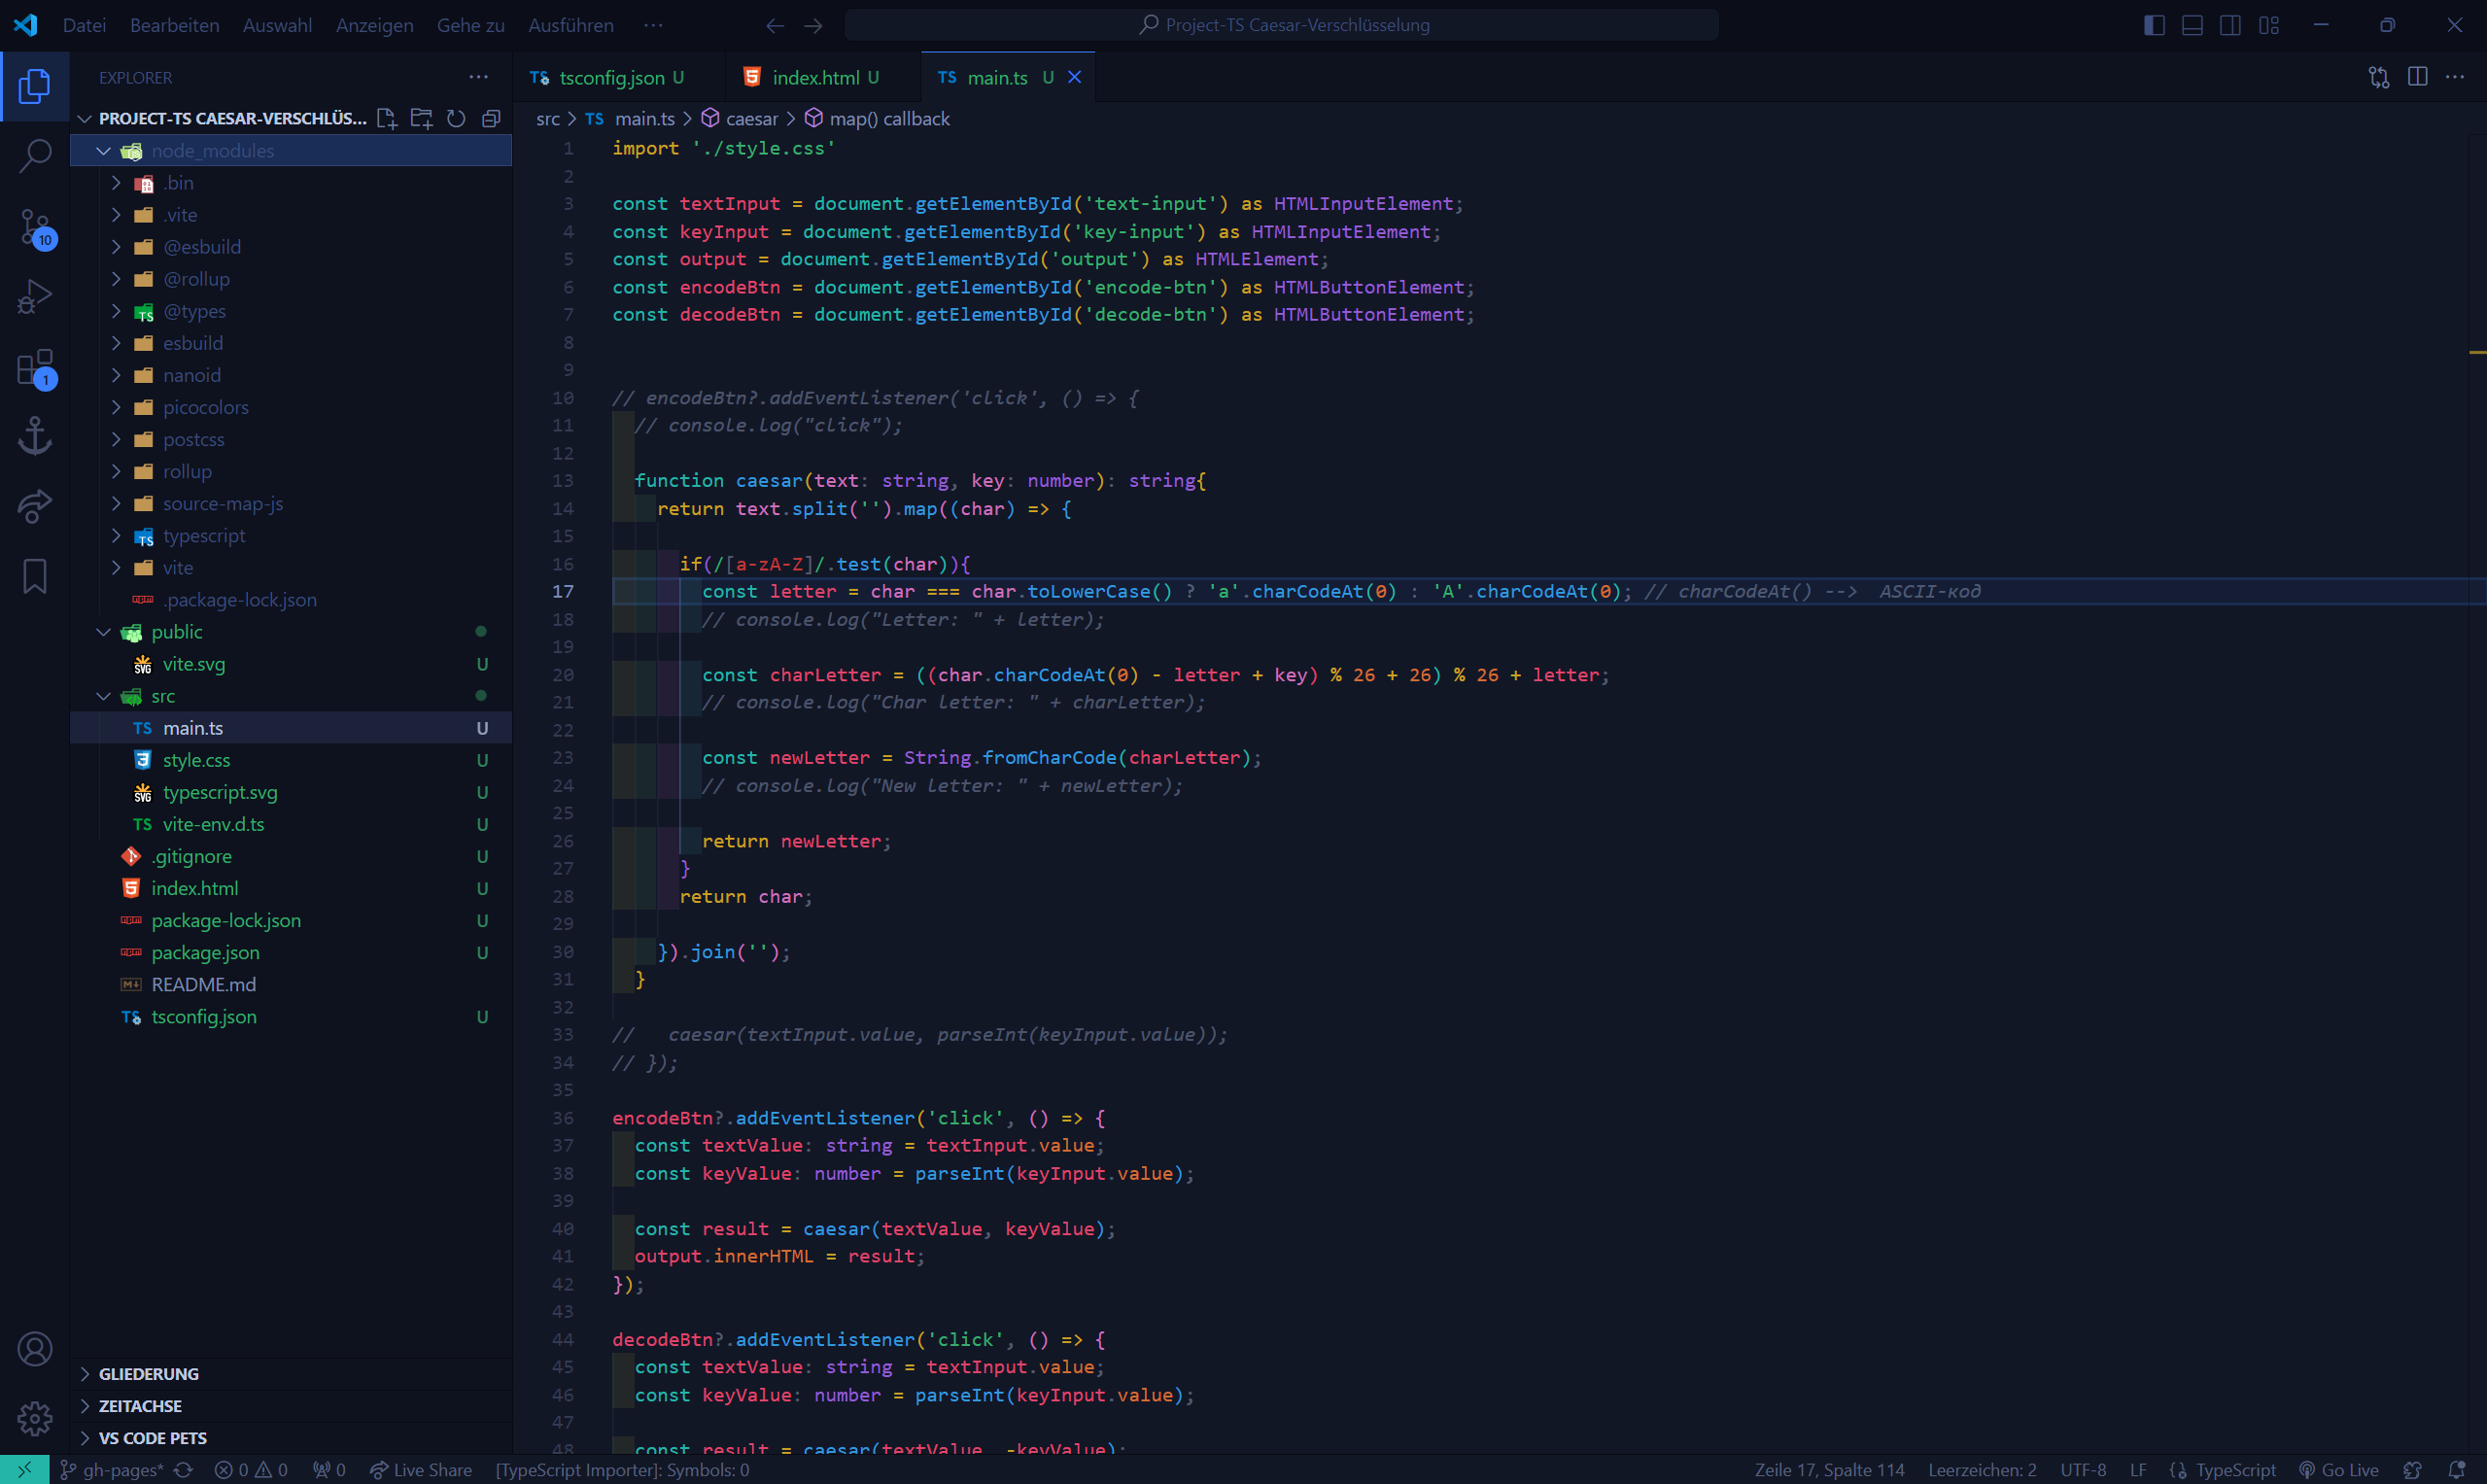 Datei Bearbeiten Auswahl Anzeigen Gehe zu Ausführen ···
Project-TS Caesar-Verschlüsselung
EXPLORER
PROJECT-TS CAESAR-VERSCHLÜS...
node_modules
.bin
.vite
@esbuild
@rollup
@types
esbuild
nanoid
picocolors
postcss
rollup
source-map-js
typescript
vite
.package-lock.json
public
vite.svg U
src
main.ts U
style.css U
typescript.svg U
vite-env.d.ts U
.gitignore U
index.html U
package-lock.json U
package.json U
README.md
tsconfig.json U
GLIEDERUNG
ZEITACHSE
VS CODE PETS
10
1
TS tsconfig.json U index.html U TS main.ts U
src > TS main.ts > caesar > map() callback
1 import './style.css'
2
3 const textInput = document.getElementById('text-input') as HTMLInputElement;
4 const keyInput = document.getElementById('key-input') as HTMLInputElement;
5 const output = document.getElementById('output') as HTMLElement;
6 const encodeBtn = document.getElementById('encode-btn') as HTMLButtonElement;
7 const decodeBtn = document.getElementById('decode-btn') as HTMLButtonElement;
8
9
10 // encodeBtn?.addEventListener('click', () => {
11 // console.log("click");
12
13 function caesar(text: string, key: number): string{
14 return text.split('').map((char) => {
15
16 if(/[a-zA-Z]/.test(char)){
17 const letter = char === char.toLowerCase() ? 'a'.charCodeAt(0) : 'A'.charCodeAt(0); // charCodeAt() --> ASCII-код
18 // console.log("Letter: " + letter);
19
20 const charLetter = ((char.charCodeAt(0) - letter + key) % 26 + 26) % 26 + letter;
21 // console.log("Char letter: " + charLetter);
22
23 const newLetter = String.fromCharCode(charLetter);
24 // console.log("New letter: " + newLetter);
25
26 return newLetter;
27 }
28 return char;
29
30 }).join('');
31 }
32
33 // caesar(textInput.value, parseInt(keyInput.value));
34 // });
35
36 encodeBtn?.addEventListener('click', () => {
37 const textValue: string = textInput.value;
38 const keyValue: number = parseInt(keyInput.value);
39
40 const result = caesar(textValue, keyValue);
41 output.innerHTML = result;
42 });
43
44 decodeBtn?.addEventListener('click', () => {
45 const textValue: string = textInput.value;
46 const keyValue: number = parseInt(keyInput.value);
47
48 const result = caesar(textValue, -keyValue);
gh-pages* 0 0 0 Live Share [TypeScript Importer]: Symbols: 0 Zeile 17, Spalte 114 Leerzeichen: 2 UTF-8 LF {} TypeScript Go Live